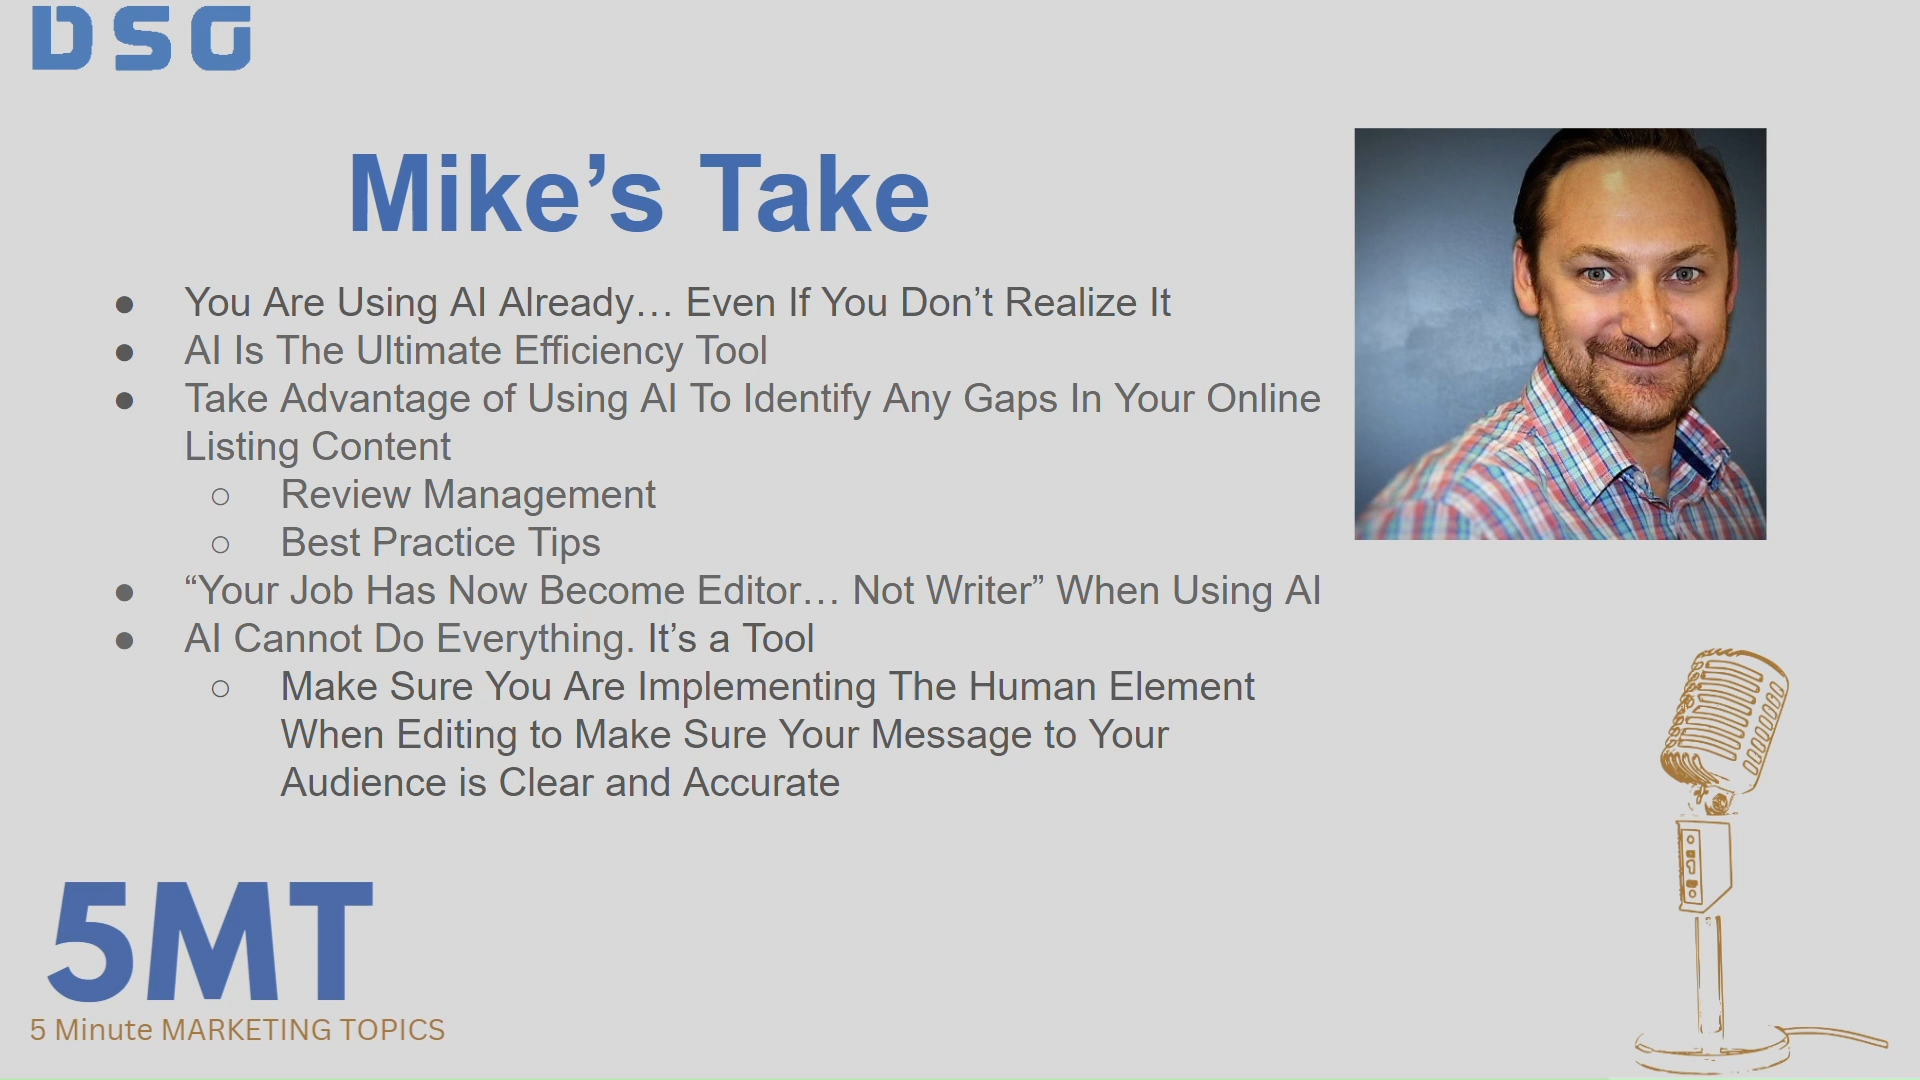 DSG
Mike’s Take
● You Are Using AI Already… Even If You Don’t Realize It
● AI Is The Ultimate Efficiency Tool
● Take Advantage of Using AI To Identify Any Gaps In Your Online
Listing Content
○ Review Management
○ Best Practice Tips
● “Your Job Has Now Become Editor… Not Writer” When Using AI
● AI Cannot Do Everything. It’s a Tool
○ Make Sure You Are Implementing The Human Element
When Editing to Make Sure Your Message to Your
Audience is Clear and Accurate
5MT
5 Minute MARKETING TOPICS